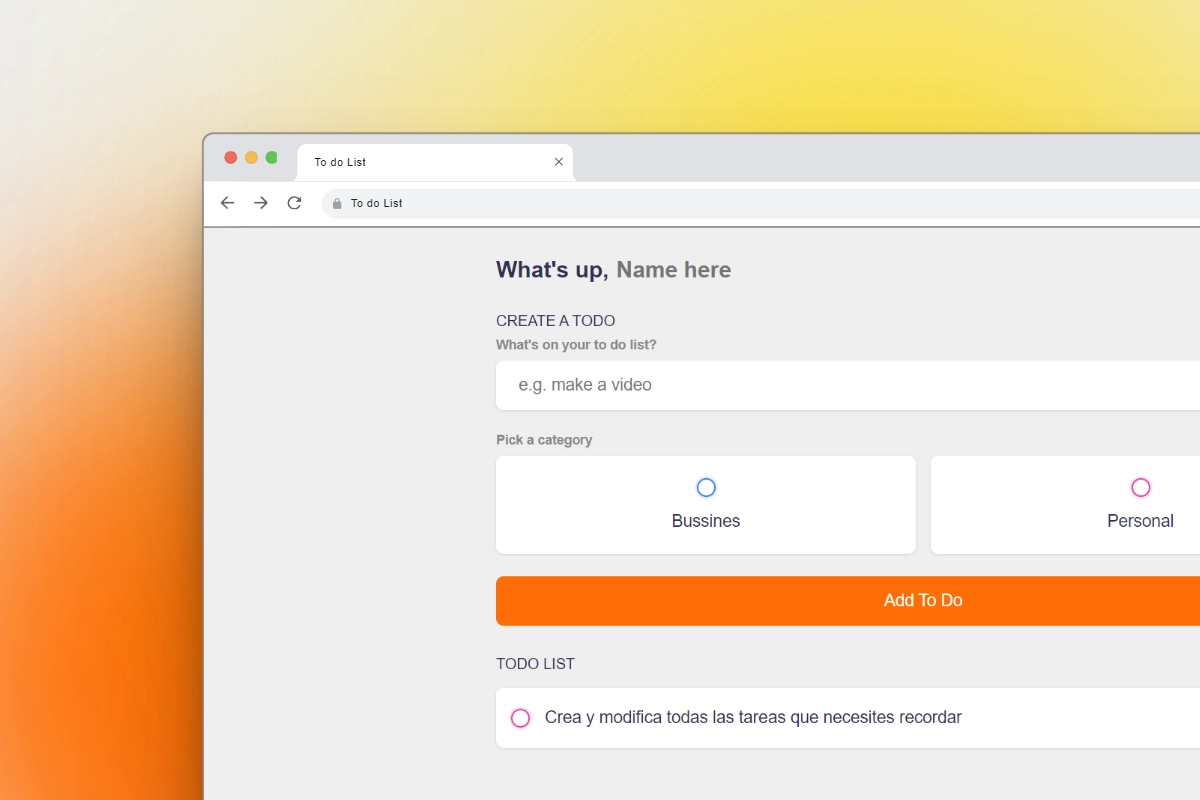 To do List
To do List
What's up, Name here
CREATE A TODO
What's on your to do list?
e.g. make a video
Pick a category
Bussines
Personal
Add To Do
TODO LIST
Crea y modifica todas las tareas que necesites recordar